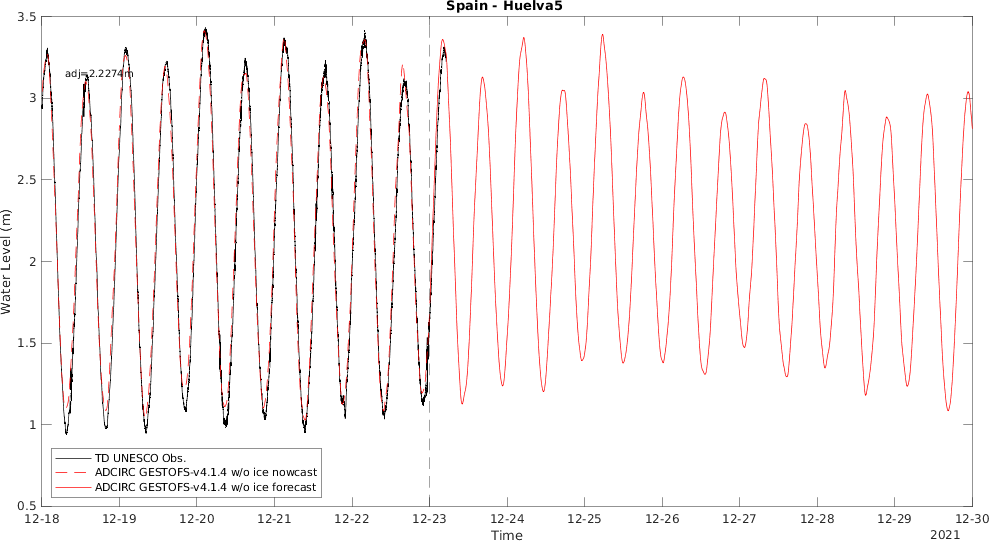 Spain - Huelva5
3.5
adj=2.2274m
3
2.5
Water Level (m)
2
1.5
1
TD UNESCO Obs.
ADCIRC GESTOFS-v4.1.4 w/o ice nowcast
ADCIRC GESTOFS-v4.1.4 w/o ice forecast
0.5
12-18 12-19 12-20 12-21 12-22 12-23 12-24 12-25 12-26 12-27 12-28 12-29 12-30
Time
2021